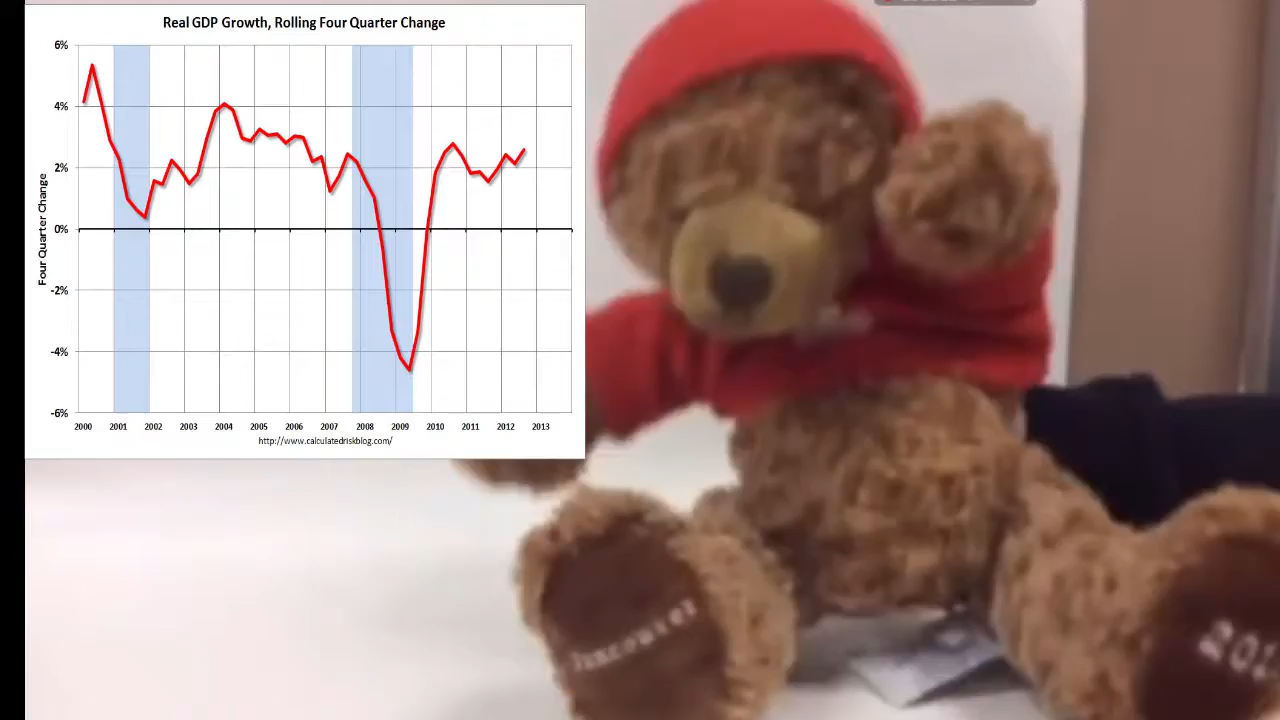 Real GDP Growth, Rolling Four Quarter Change
6%
4%
2%
0%
-2%
-4%
-6%
Four Quarter Change
2000 2001 2002 2003 2004 2005 2006 2007 2008 2009 2010 2011 2012 2013
http://www.calculatedriskblog.com/
Vancouver